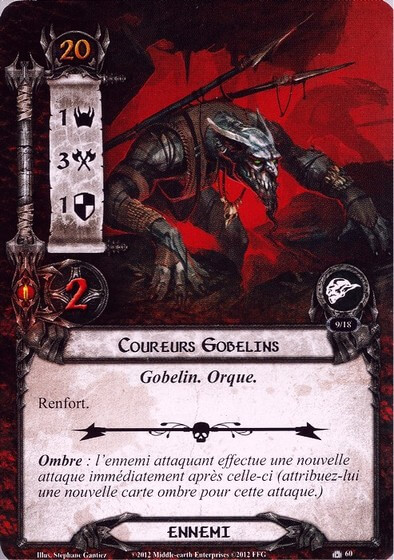 20
1
3
1
2
9/18
Coureurs Gobelins
Gobelin. Orque.
Renfort.
Ombre : l'ennemi attaquant effectue une nouvelle
attaque immédiatement après celle-ci (attribuez-lui
une nouvelle carte ombre pour cette attaque.)
ENNEMI
Illus. Stephane Gantiez ©2012 Middle-earth Enterprises ©2012 FFG 60